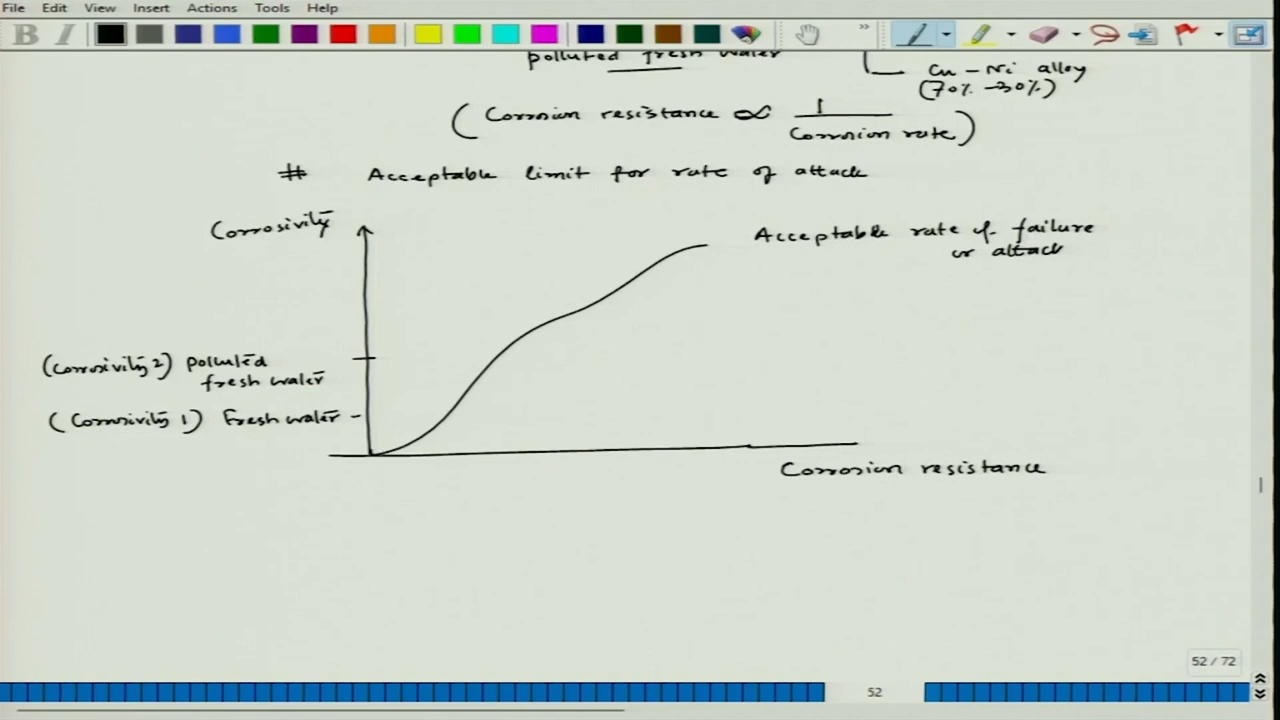 File Edit View Insert Actions Tools Help
B I
polluted fresh water
Cu - Ni alloy
(70% -30%)
(Corrosion resistance ∝ 1 / Corrosion rate)
# Acceptable limit for rate of attack
Corrosivity
Acceptable rate of failure
or attack
(Corrosivity 2) polluted
fresh water
(Corrosivity 1) Fresh water
Corrosion resistance
52 / 72
52